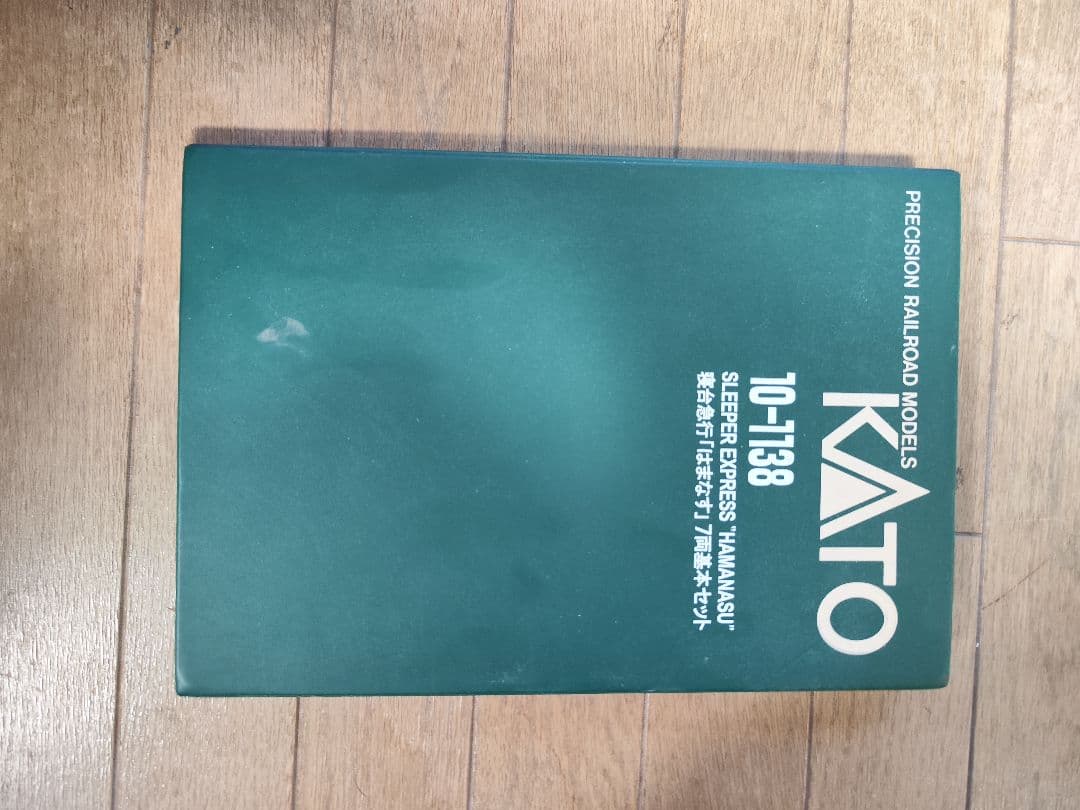 PRECISION RAILROAD MODELS
KATO
10-1138
SLEEPER EXPRESS "HAMANASU"
寝台急行「はまなす」7両基本セット